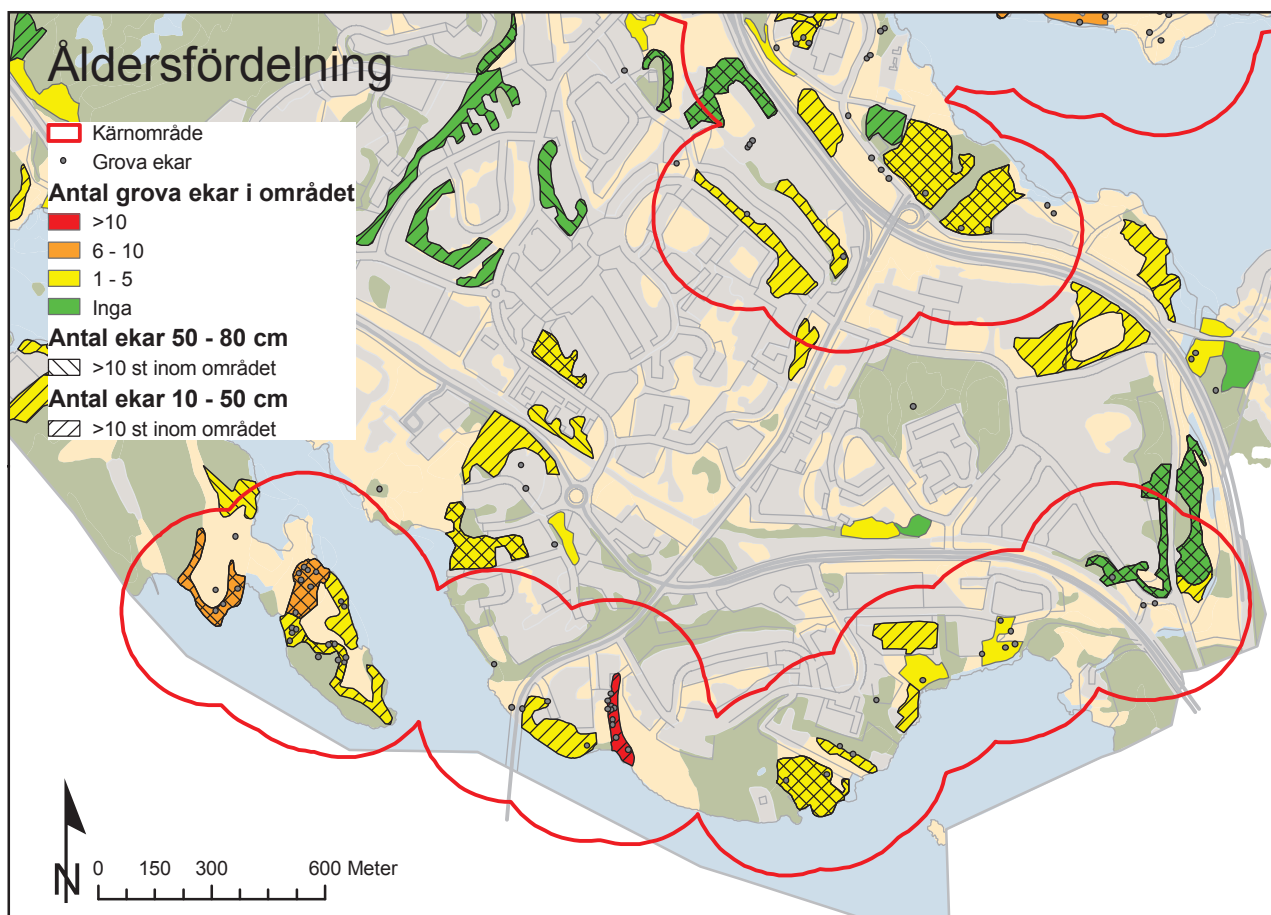 Åldersfördelning
Kärnområde
Grova ekar
Antal grova ekar i området
>10
6 - 10
1 - 5
Inga
Antal ekar 50 - 80 cm
>10 st inom området
Antal ekar 10 - 50 cm
>10 st inom området
N
0 150 300 600 Meter